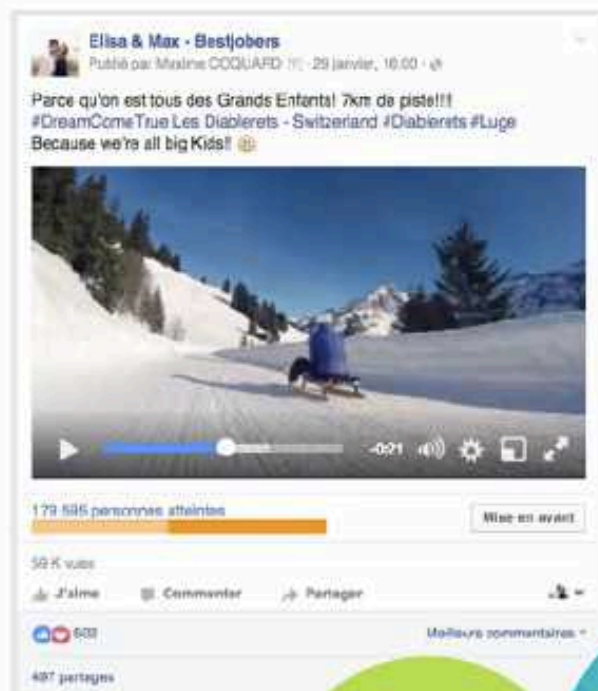 Elisa & Max - Bestjobers
Publié par Maxime COQUARD · 29 janvier, 16:00 ·
Parce qu'on est tous des Grands Enfants! 7km de piste!!!!
#DreamComeTrue Les Diablerets - Switzerland #Diablerets #Luge
Because we're all big Kids!!
-0:21
179 595 personnes atteintes
Mise en avant
59 K vues
J'aime Commenter Partager
Meilleurs commentaires
497 partages